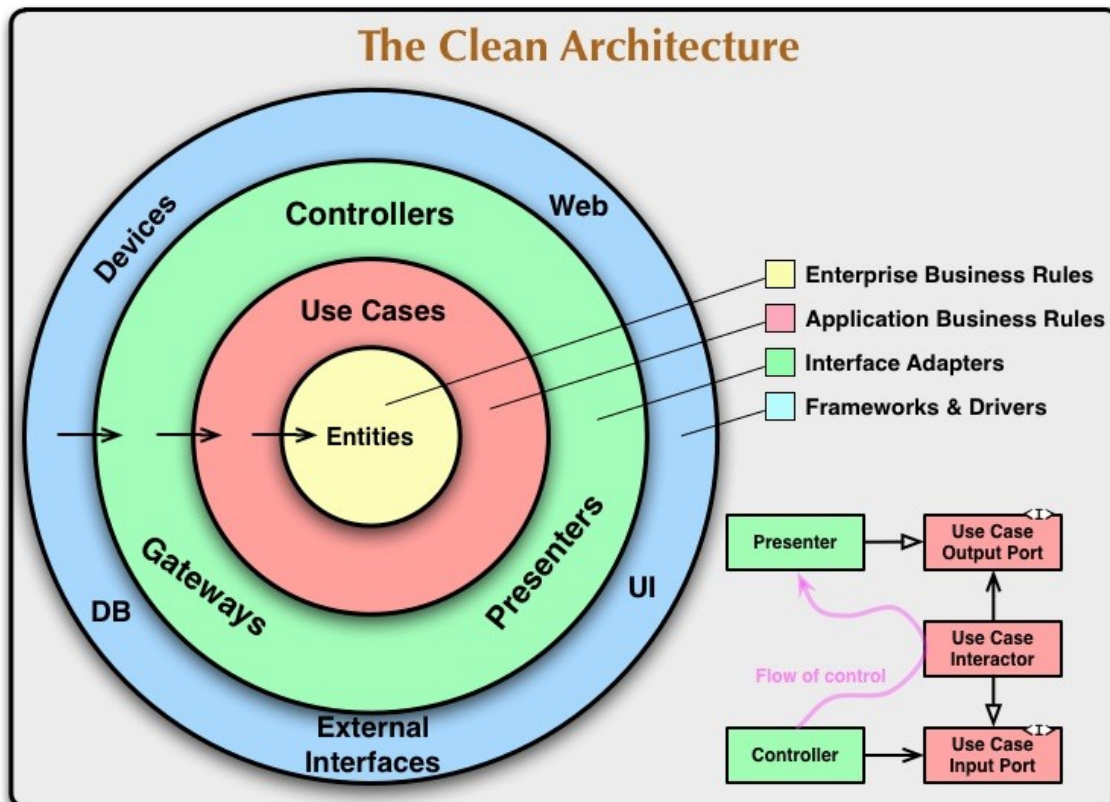 The Clean Architecture
Devices
Web
Controllers
Use Cases
Entities
Gateways
Presenters
DB
UI
External
Interfaces
Enterprise Business Rules
Application Business Rules
Interface Adapters
Frameworks & Drivers
Presenter
<I>
Use Case
Output Port
Use Case
Interactor
Flow of control
Controller
<I>
Use Case
Input Port